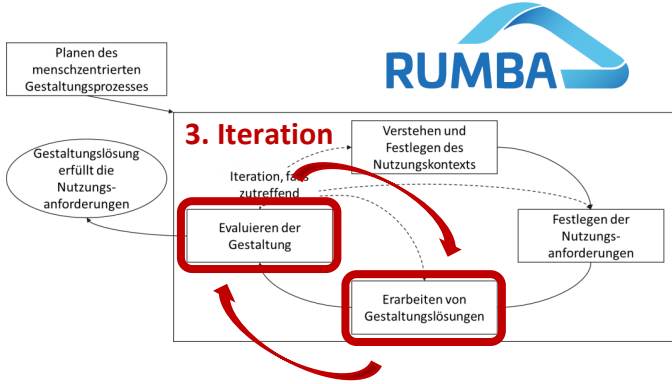 Planen des
menschzentrierten
Gestaltungsprozesses
RUMBA
3. Iteration
Verstehen und
Festlegen des
Nutzungskontexts
Gestaltungslösung
erfüllt die
Nutzungs-
anforderungen
Iteration,
zutreffend
Evaluieren der
Gestaltung
Festlegen der
Nutzungs-
anforderungen
Erarbeiten von
Gestaltungslösungen